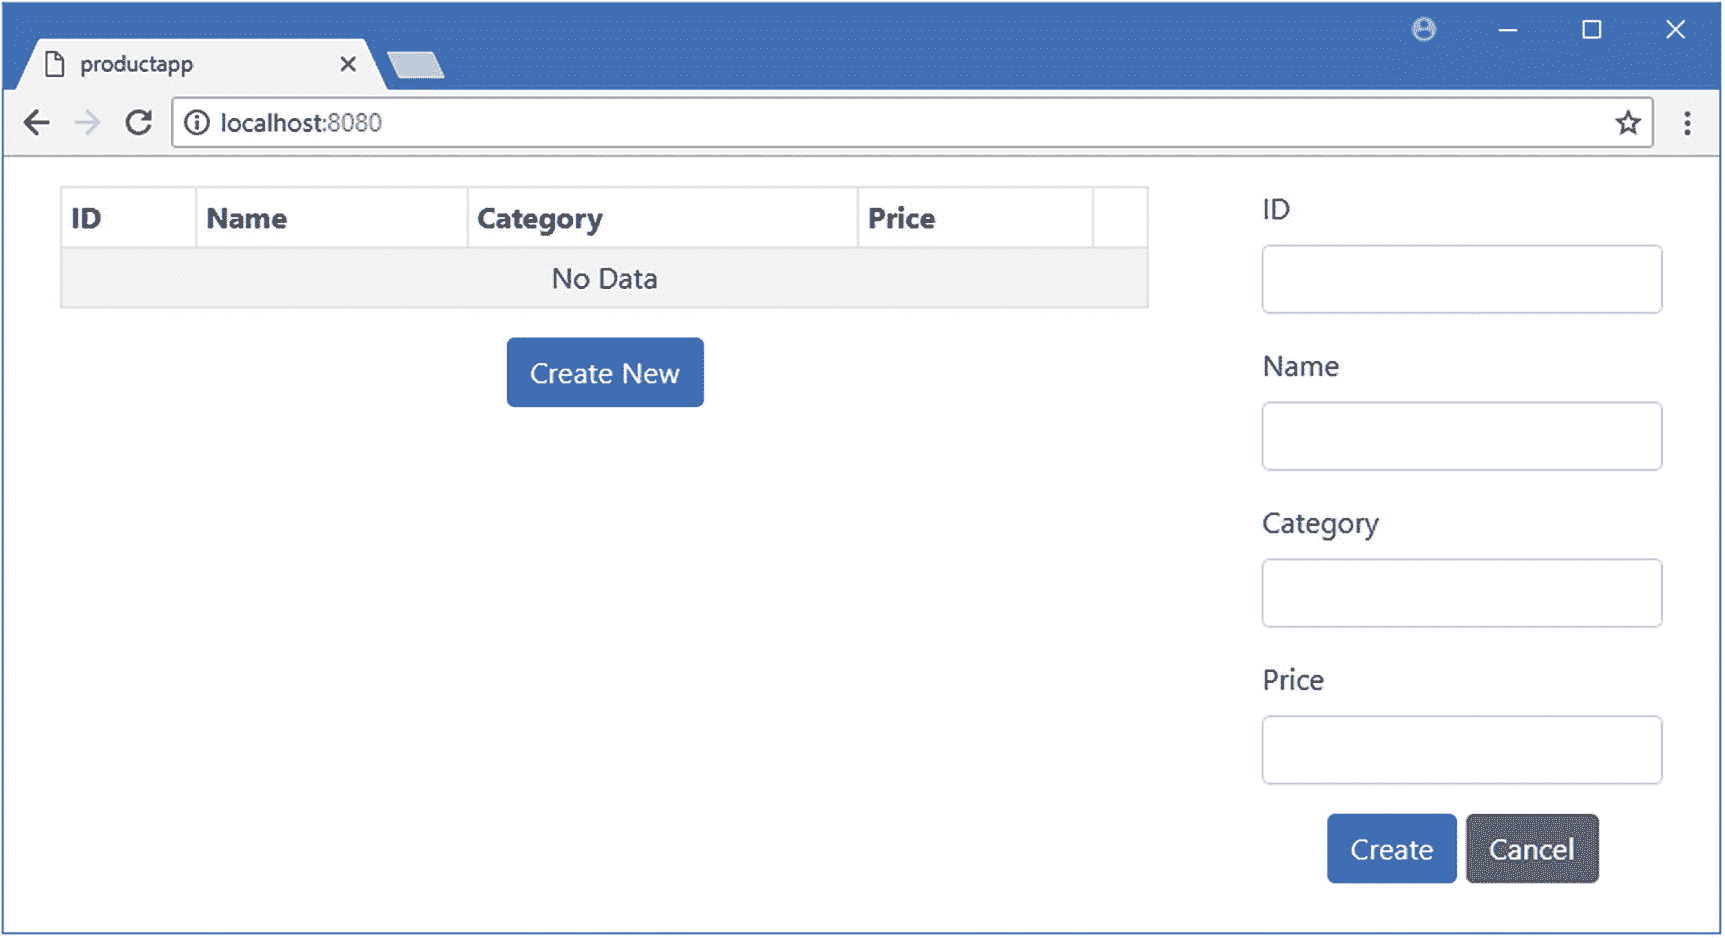 productapp
localhost:8080
ID Name Category Price
No Data
Create New
ID
Name
Category
Price
Create Cancel